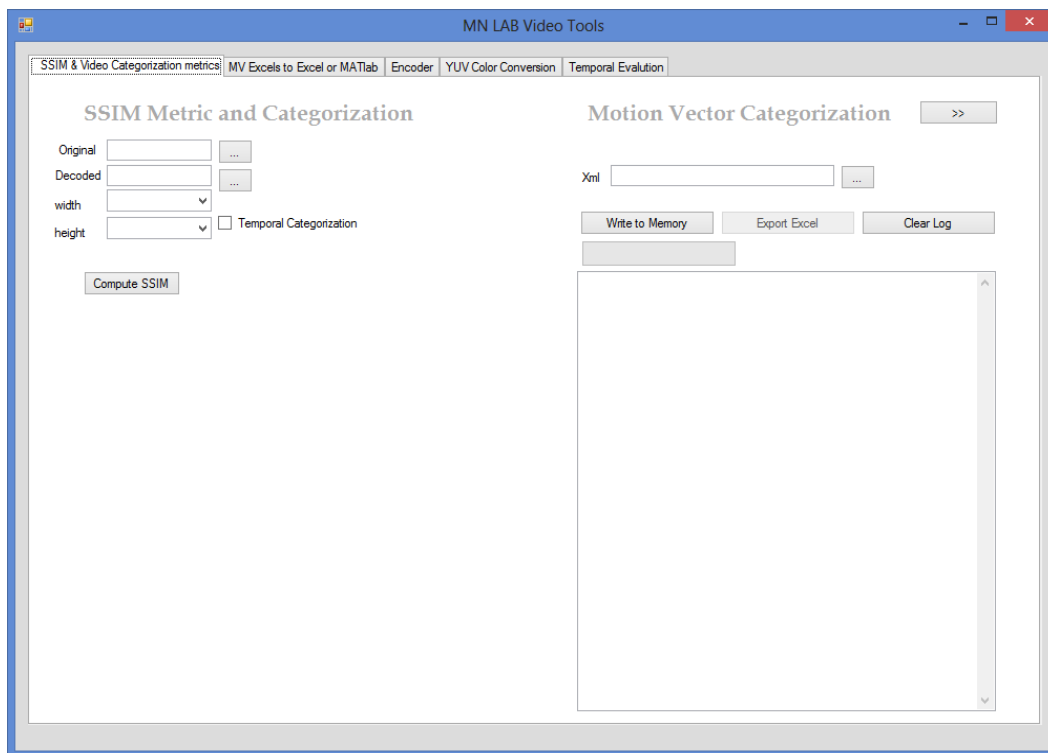 MN LAB Video Tools
SSIM & Video Categorization metrics MV Excels to Excel or MATlab Encoder YUV Color Conversion Temporal Evalution
SSIM Metric and Categorization
Original ...
Decoded ...
width
height Temporal Categorization
Compute SSIM
Motion Vector Categorization >>
Xml ...
Write to Memory Export Excel Clear Log